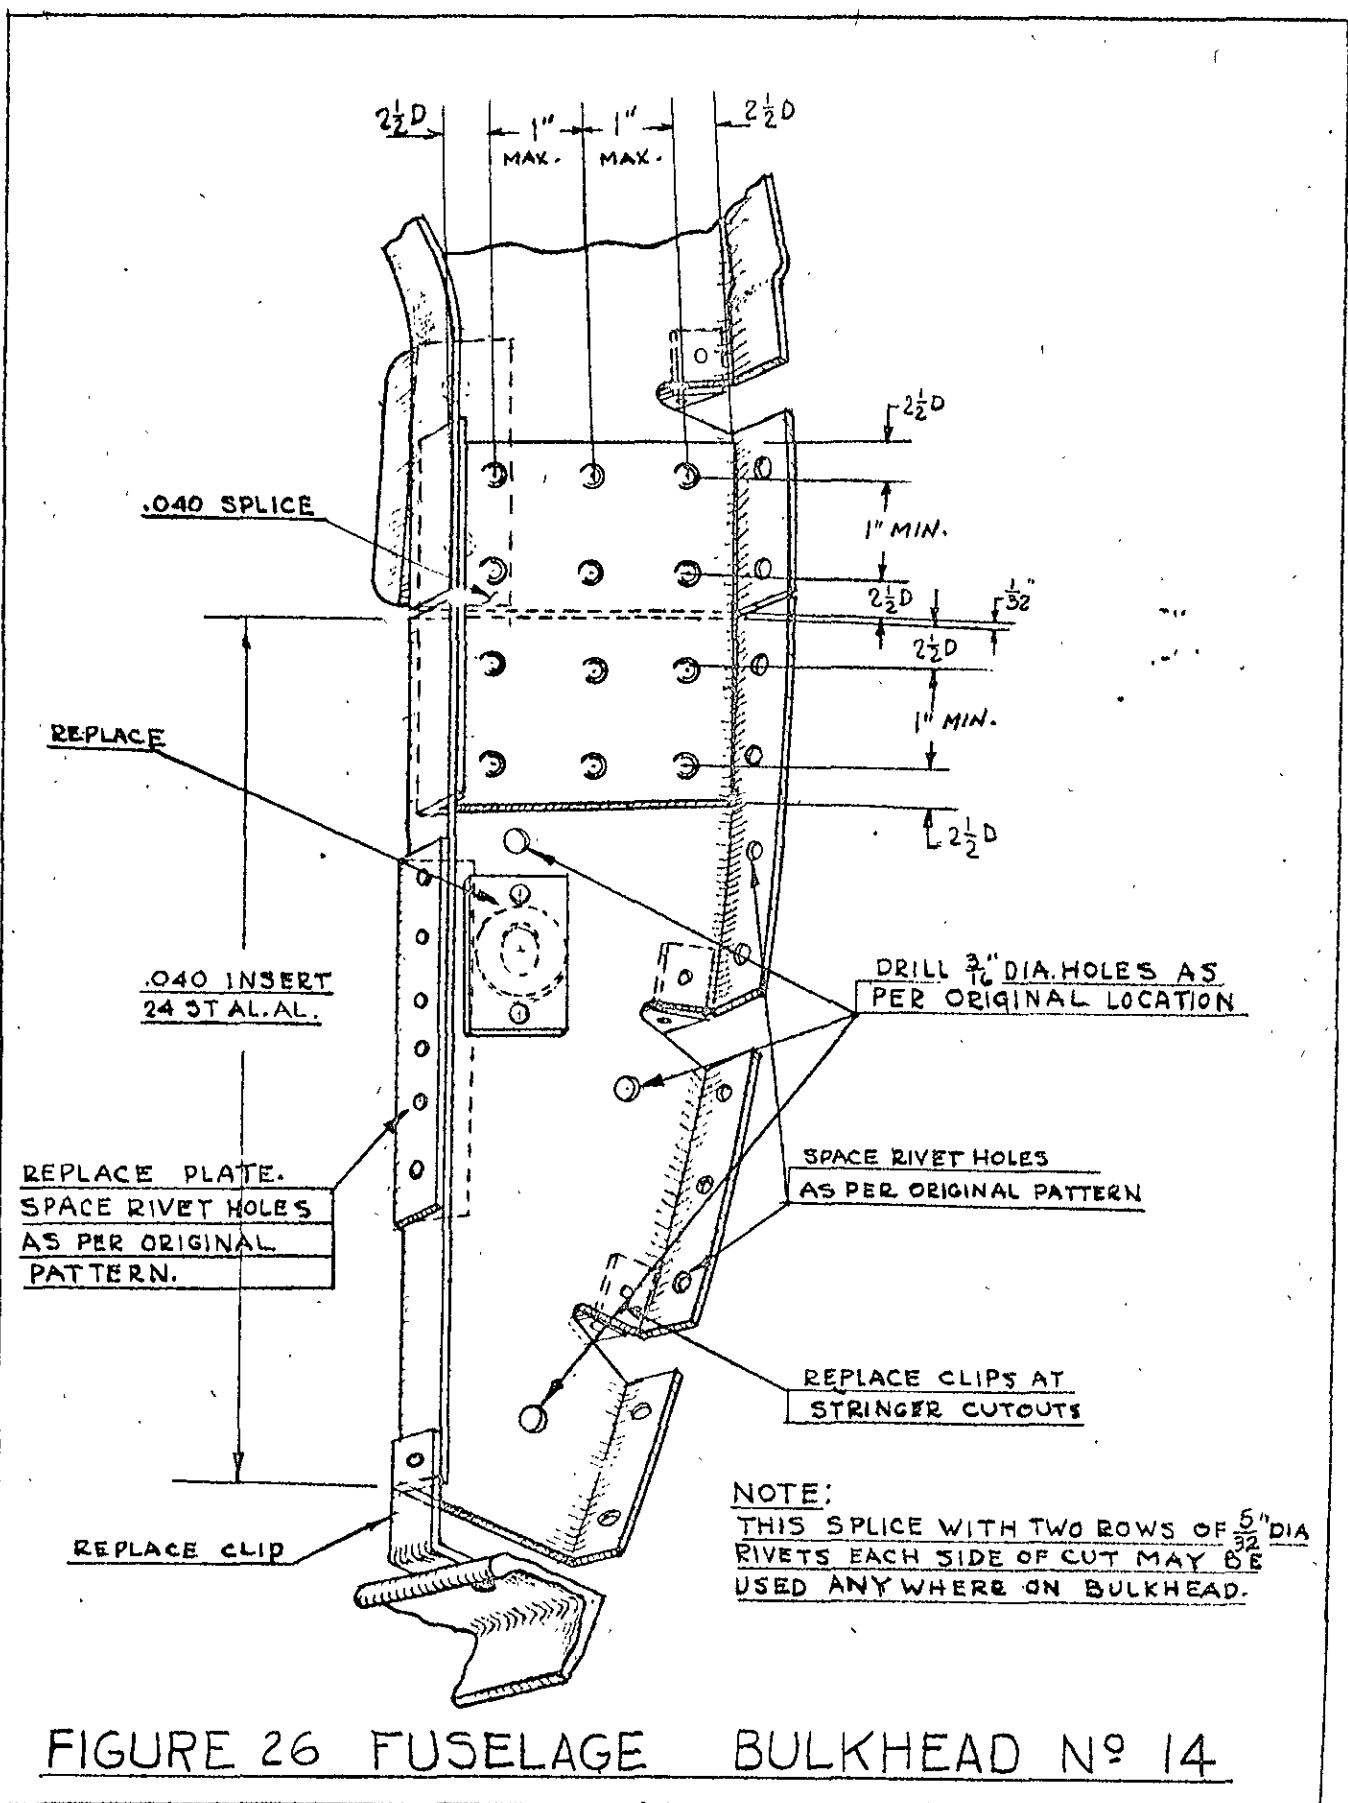 2½D 1" 1" 2½D
MAX. MAX.
2½D
.040 SPLICE
1" MIN.
2½D
1/32"
2½D
1" MIN.
REPLACE
2½D
.040 INSERT
24 ST AL.AL.
DRILL 3/16" DIA. HOLES AS
PER ORIGINAL LOCATION
REPLACE PLATE.
SPACE RIVET HOLES
AS PER ORIGINAL
PATTERN.
SPACE RIVET HOLES
AS PER ORIGINAL PATTERN
REPLACE CLIPS AT
STRINGER CUTOUTS
REPLACE CLIP
NOTE:
THIS SPLICE WITH TWO ROWS OF 5/32" DIA
RIVETS EACH SIDE OF CUT MAY BE
USED ANYWHERE ON BULKHEAD.
FIGURE 26 FUSELAGE BULKHEAD Nº 14